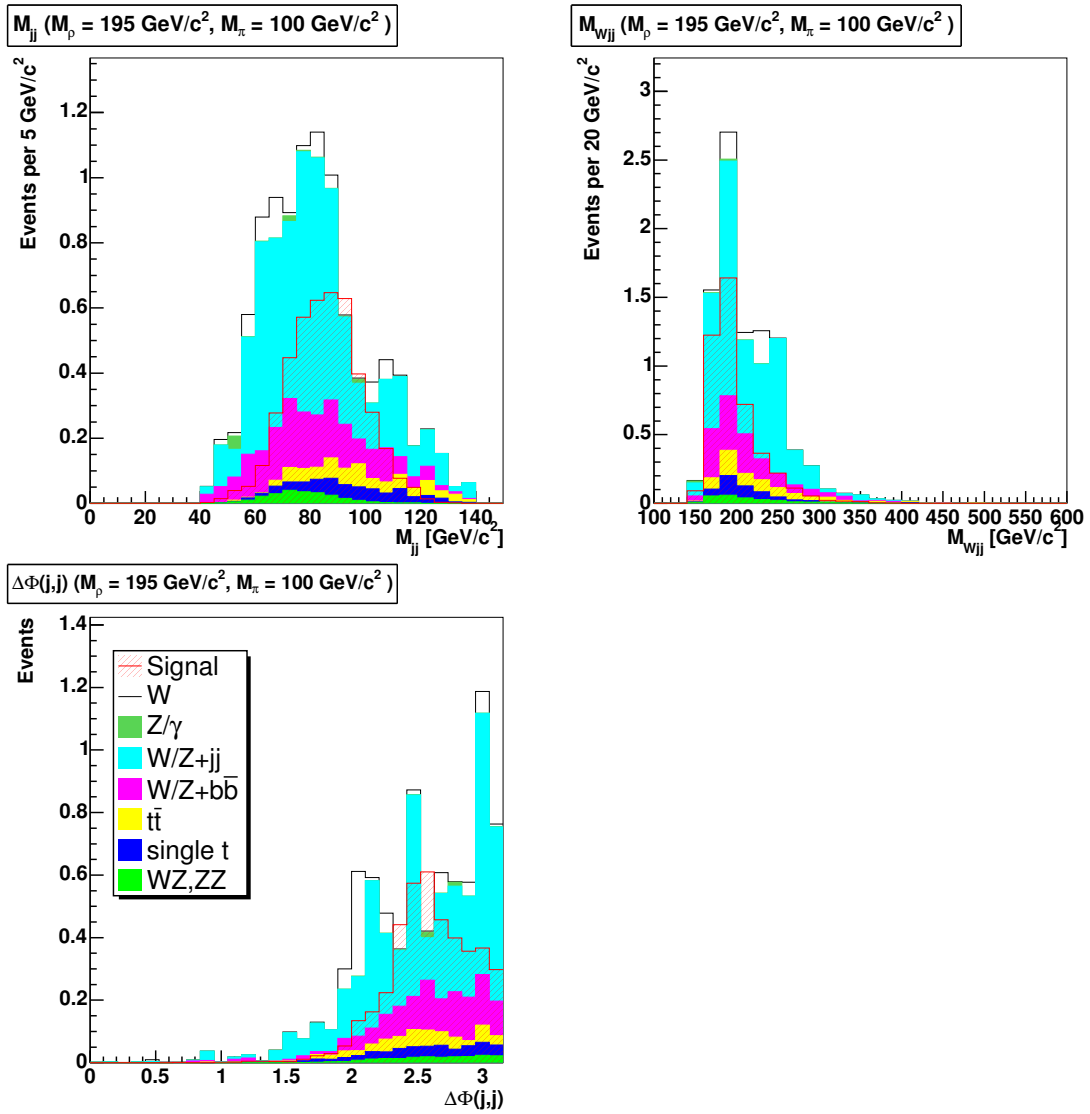 M_jj (M_ρ = 195 GeV/c², M_π = 100 GeV/c² )
Events per 5 GeV/c²
1.2
1
0.8
0.6
0.4
0.2
0
0 20 40 60 80 100 120 140
M_jj [GeV/c²]
M_Wjj (M_ρ = 195 GeV/c², M_π = 100 GeV/c² )
Events per 20 GeV/c²
3
2.5
2
1.5
1
0.5
0
100 150 200 250 300 350 400 450 500 550 600
M_Wjj [GeV/c²]
ΔΦ(j,j) (M_ρ = 195 GeV/c², M_π = 100 GeV/c² )
Events
1.4
1.2
1
0.8
0.6
0.4
0.2
0
Signal
W
Z/γ
W/Z+jj
W/Z+bb̄
tt̄
single t
WZ,ZZ
0 0.5 1 1.5 2 2.5 3
ΔΦ(j,j)